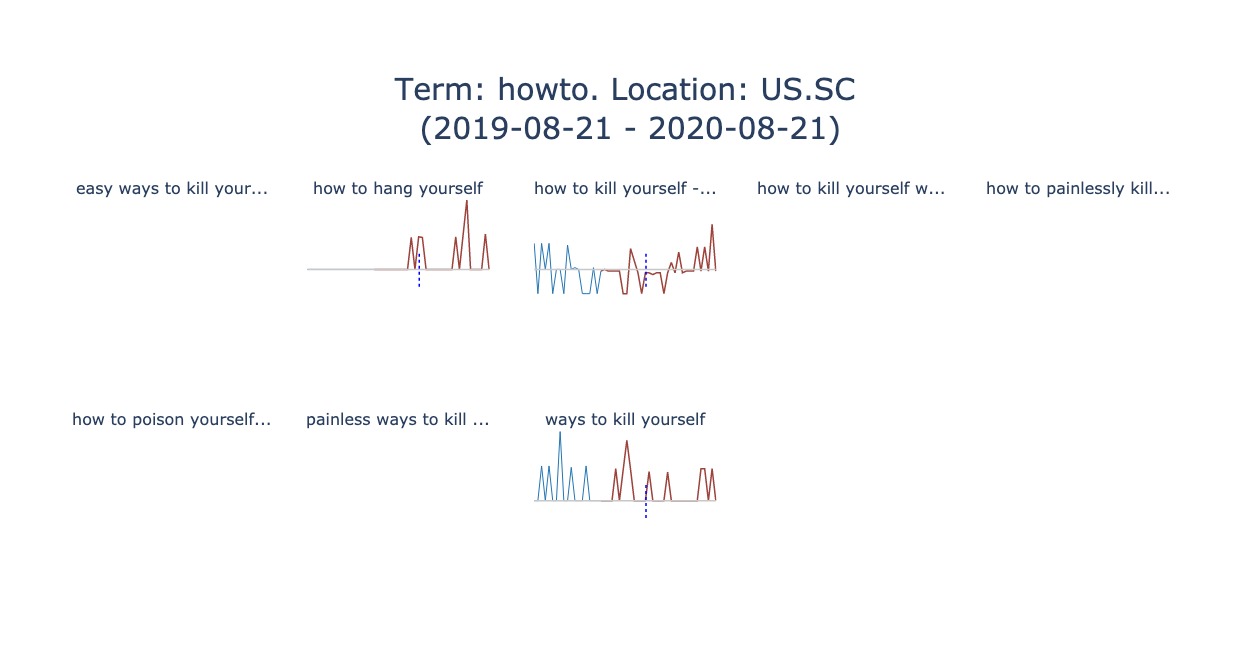 Term: howto. Location: US.SC
(2019-08-21 - 2020-08-21)
easy ways to kill your...
how to hang yourself
how to kill yourself -...
how to kill yourself w...
how to painlessly kill...
how to poison yourself...
painless ways to kill ...
ways to kill yourself